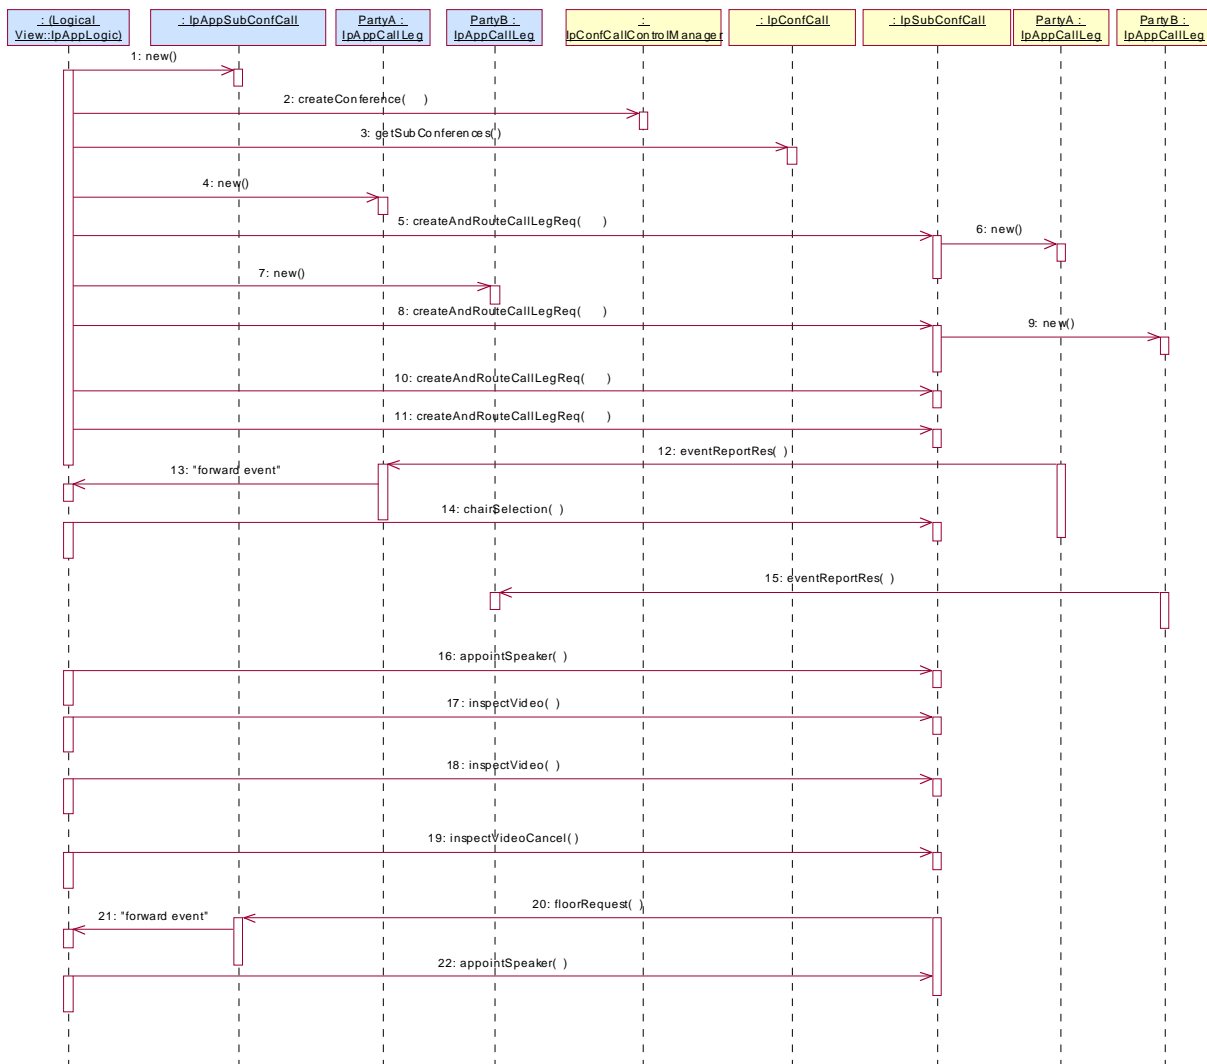 : (Logical
View::IpAppLogic)
: IpAppSubConfCall
PartyA :
IpAppCallLeg
PartyB :
IpAppCallLeg
:
IpConfCallControlManager
: IpConfCall
: IpSubConfCall
PartyA :
IpAppCallLeg
PartyB :
IpAppCallLeg
1: new()
2: createConference( )
3: getSubConferences( )
4: new()
5: createAndRouteCallLegReq( )
6: new()
7: new()
8: createAndRouteCallLegReq( )
9: new()
10: createAndRouteCallLegReq( )
11: createAndRouteCallLegReq( )
12: eventReportRes( )
13: "forward event"
14: chairSelection( )
15: eventReportRes( )
16: appointSpeaker( )
17: inspectVideo( )
18: inspectVideo( )
19: inspectVideoCancel( )
20: floorRequest( )
21: "forward event"
22: appointSpeaker( )